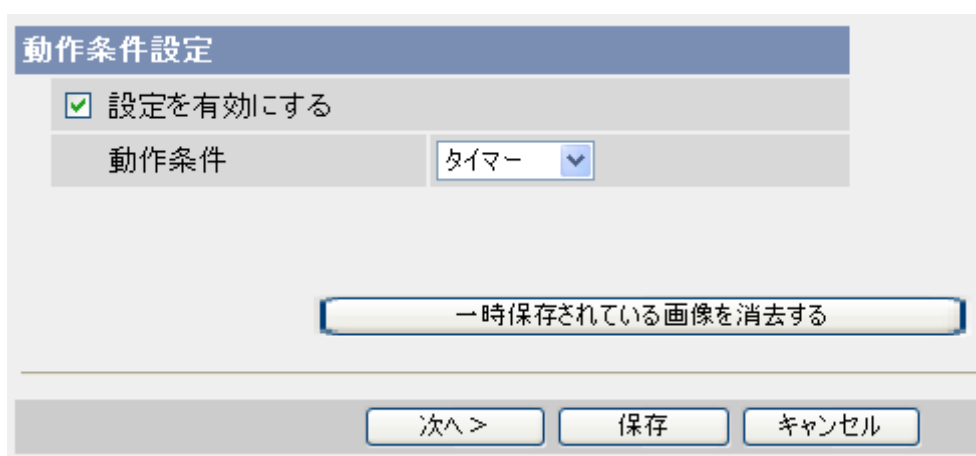 動作条件設定
設定を有効にする
動作条件 タイマー
一時保存されている画像を消去する
次へ > 保存 キャンセル